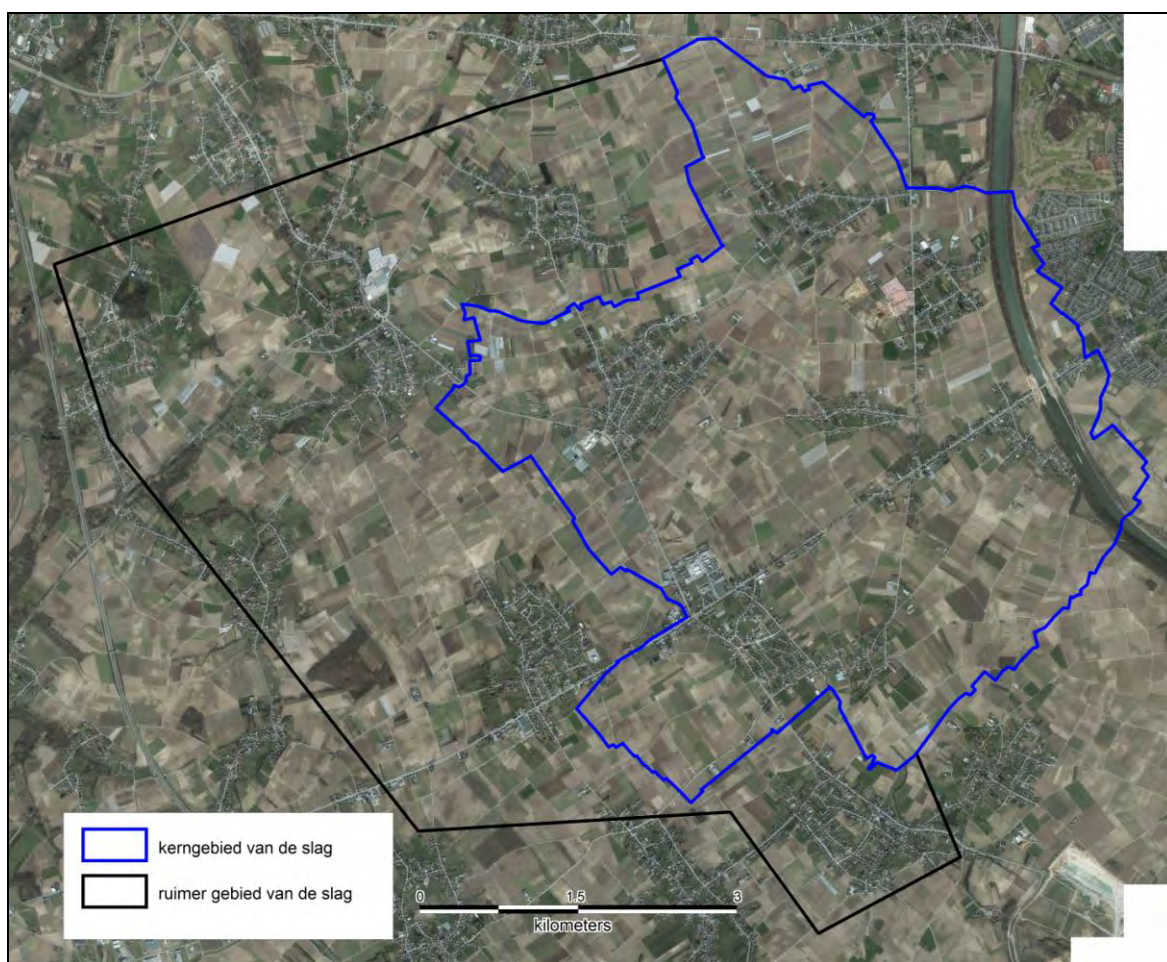 kerngebied van de slag
ruimer gebied van de slag
0 1.5 3
kilometers